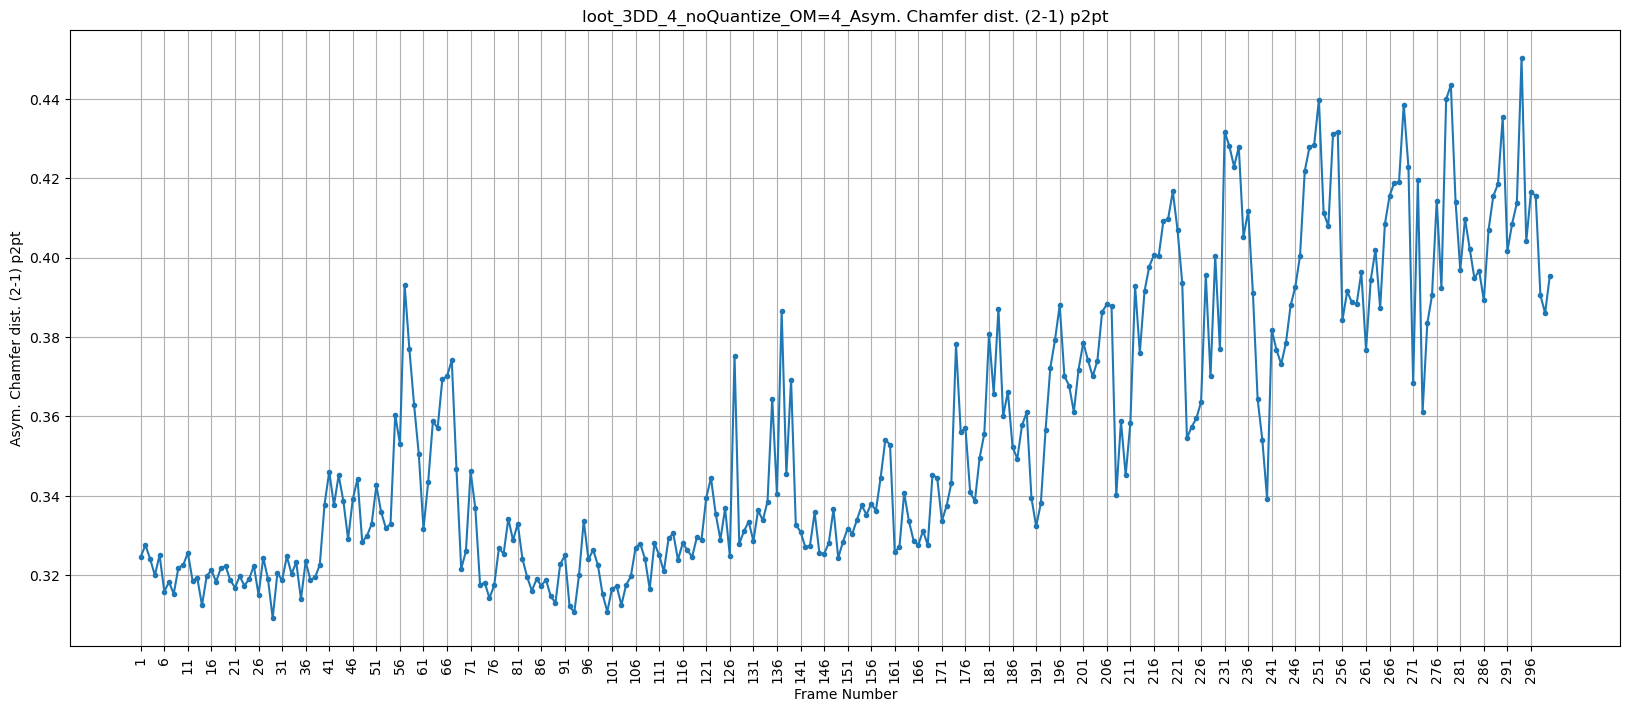 loot_3DD_4_noQuantize_OM=4_Asym. Chamfer dist. (2-1) p2pt
Asym. Chamfer dist. (2-1) p2pt
0.44
0.42
0.40
0.38
0.36
0.34
0.32
1 6 11 16 21 26 31 36 41 46 51 56 61 66 71 76 81 86 91 96 101 106 111 116 121 126 131 136 141 146 151 156 161 166 171 176 181 186 191 196 201 206 211 216 221 226 231 236 241 246 251 256 261 266 271 276 281 286 291 296
Frame Number